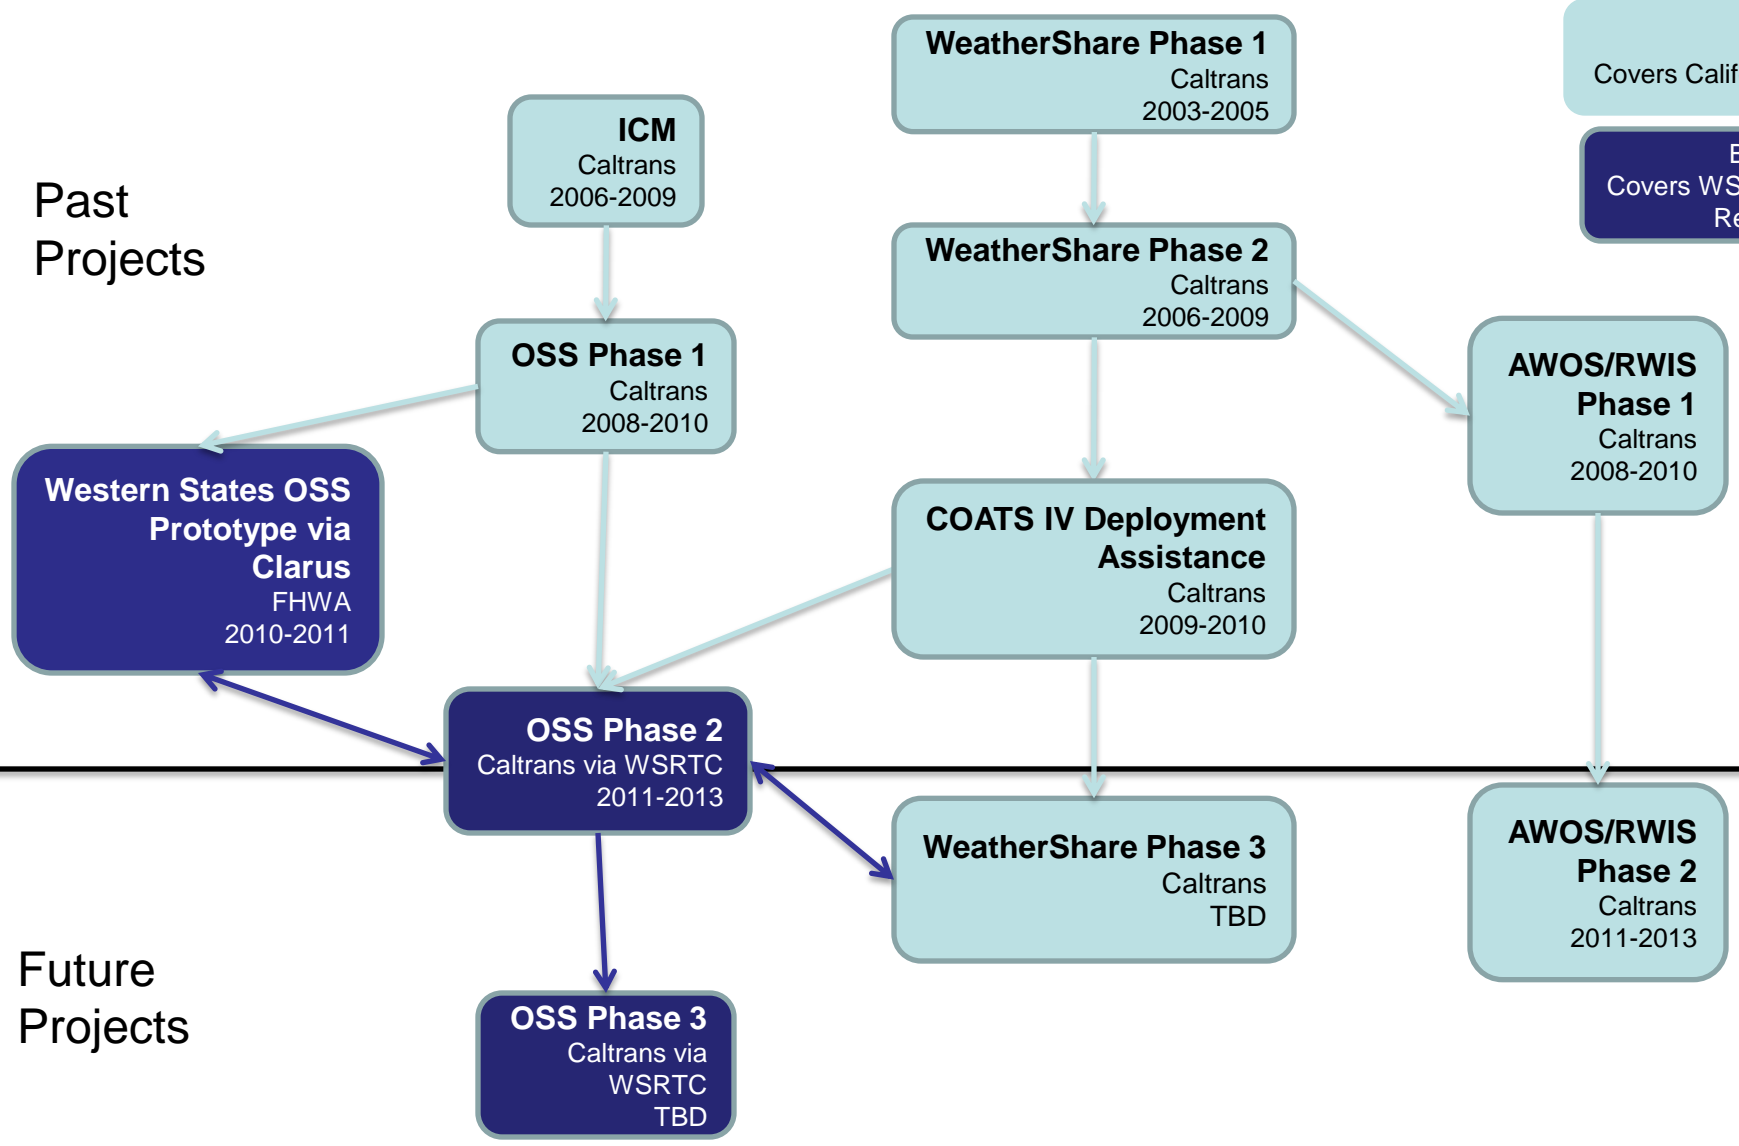 WeatherShare Phase 1
Caltrans
2003-2005
Covers
ICM
Caltrans
2006-2009
Past
Projects
Covers
WeatherShare Phase 2
Caltrans
2006-2009
OSS Phase 1
Caltrans
2008-2010
AWOS/RWIS
Phase 1
Caltrans
2008-2010
Western States OSS
Prototype via
Clarus
FHWA
2010-2011
COATS IV Deployment
Assistance
Caltrans
2009-2010
OSS Phase 2
Caltrans via WSRTC
2011-2013
WeatherShare Phase 3
Caltrans
TBD
AWOS/RWIS
Phase 2
Caltrans
2011-2013
Future
Projects
OSS Phase 3
Caltrans via
WSRTC
TBD